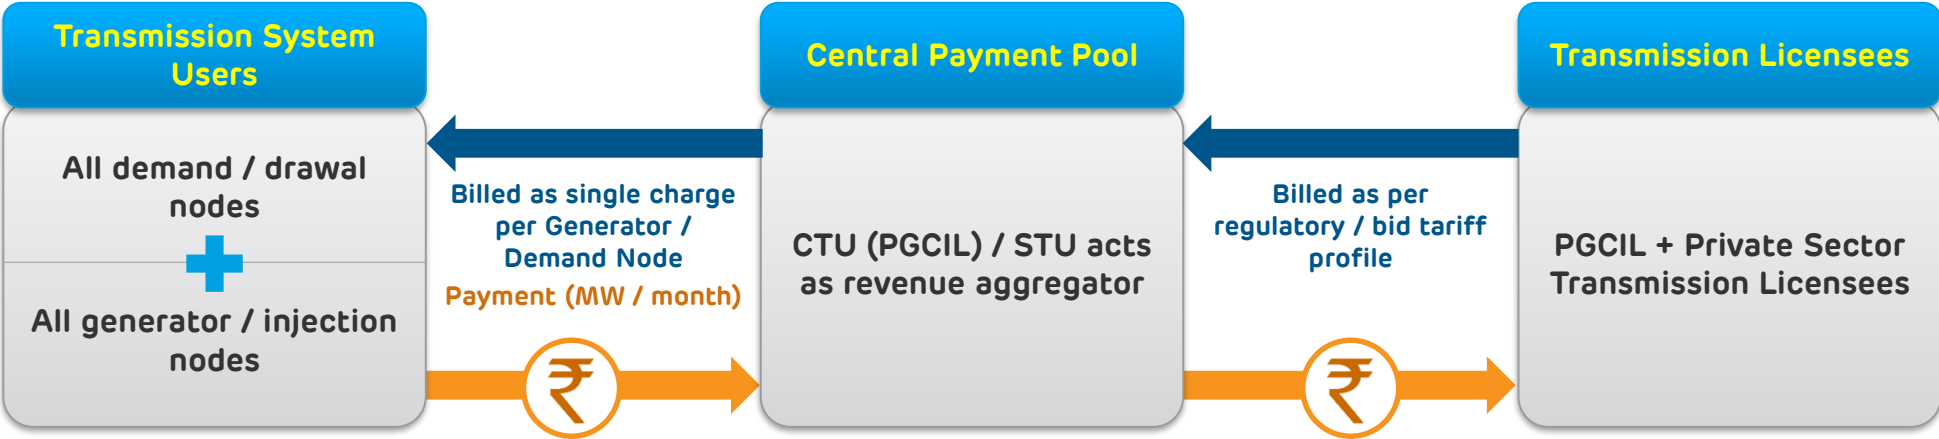 Transmission System
Users
All demand / drawal
nodes
All generator / injection
nodes
Billed as single charge
per Generator /
Demand Node
Payment (MW / month)
₹
Central Payment Pool
CTU (PGCIL) / STU acts
as revenue aggregator
Billed as per
regulatory / bid tariff
profile
₹
Transmission Licensees
PGCIL + Private Sector
Transmission Licensees